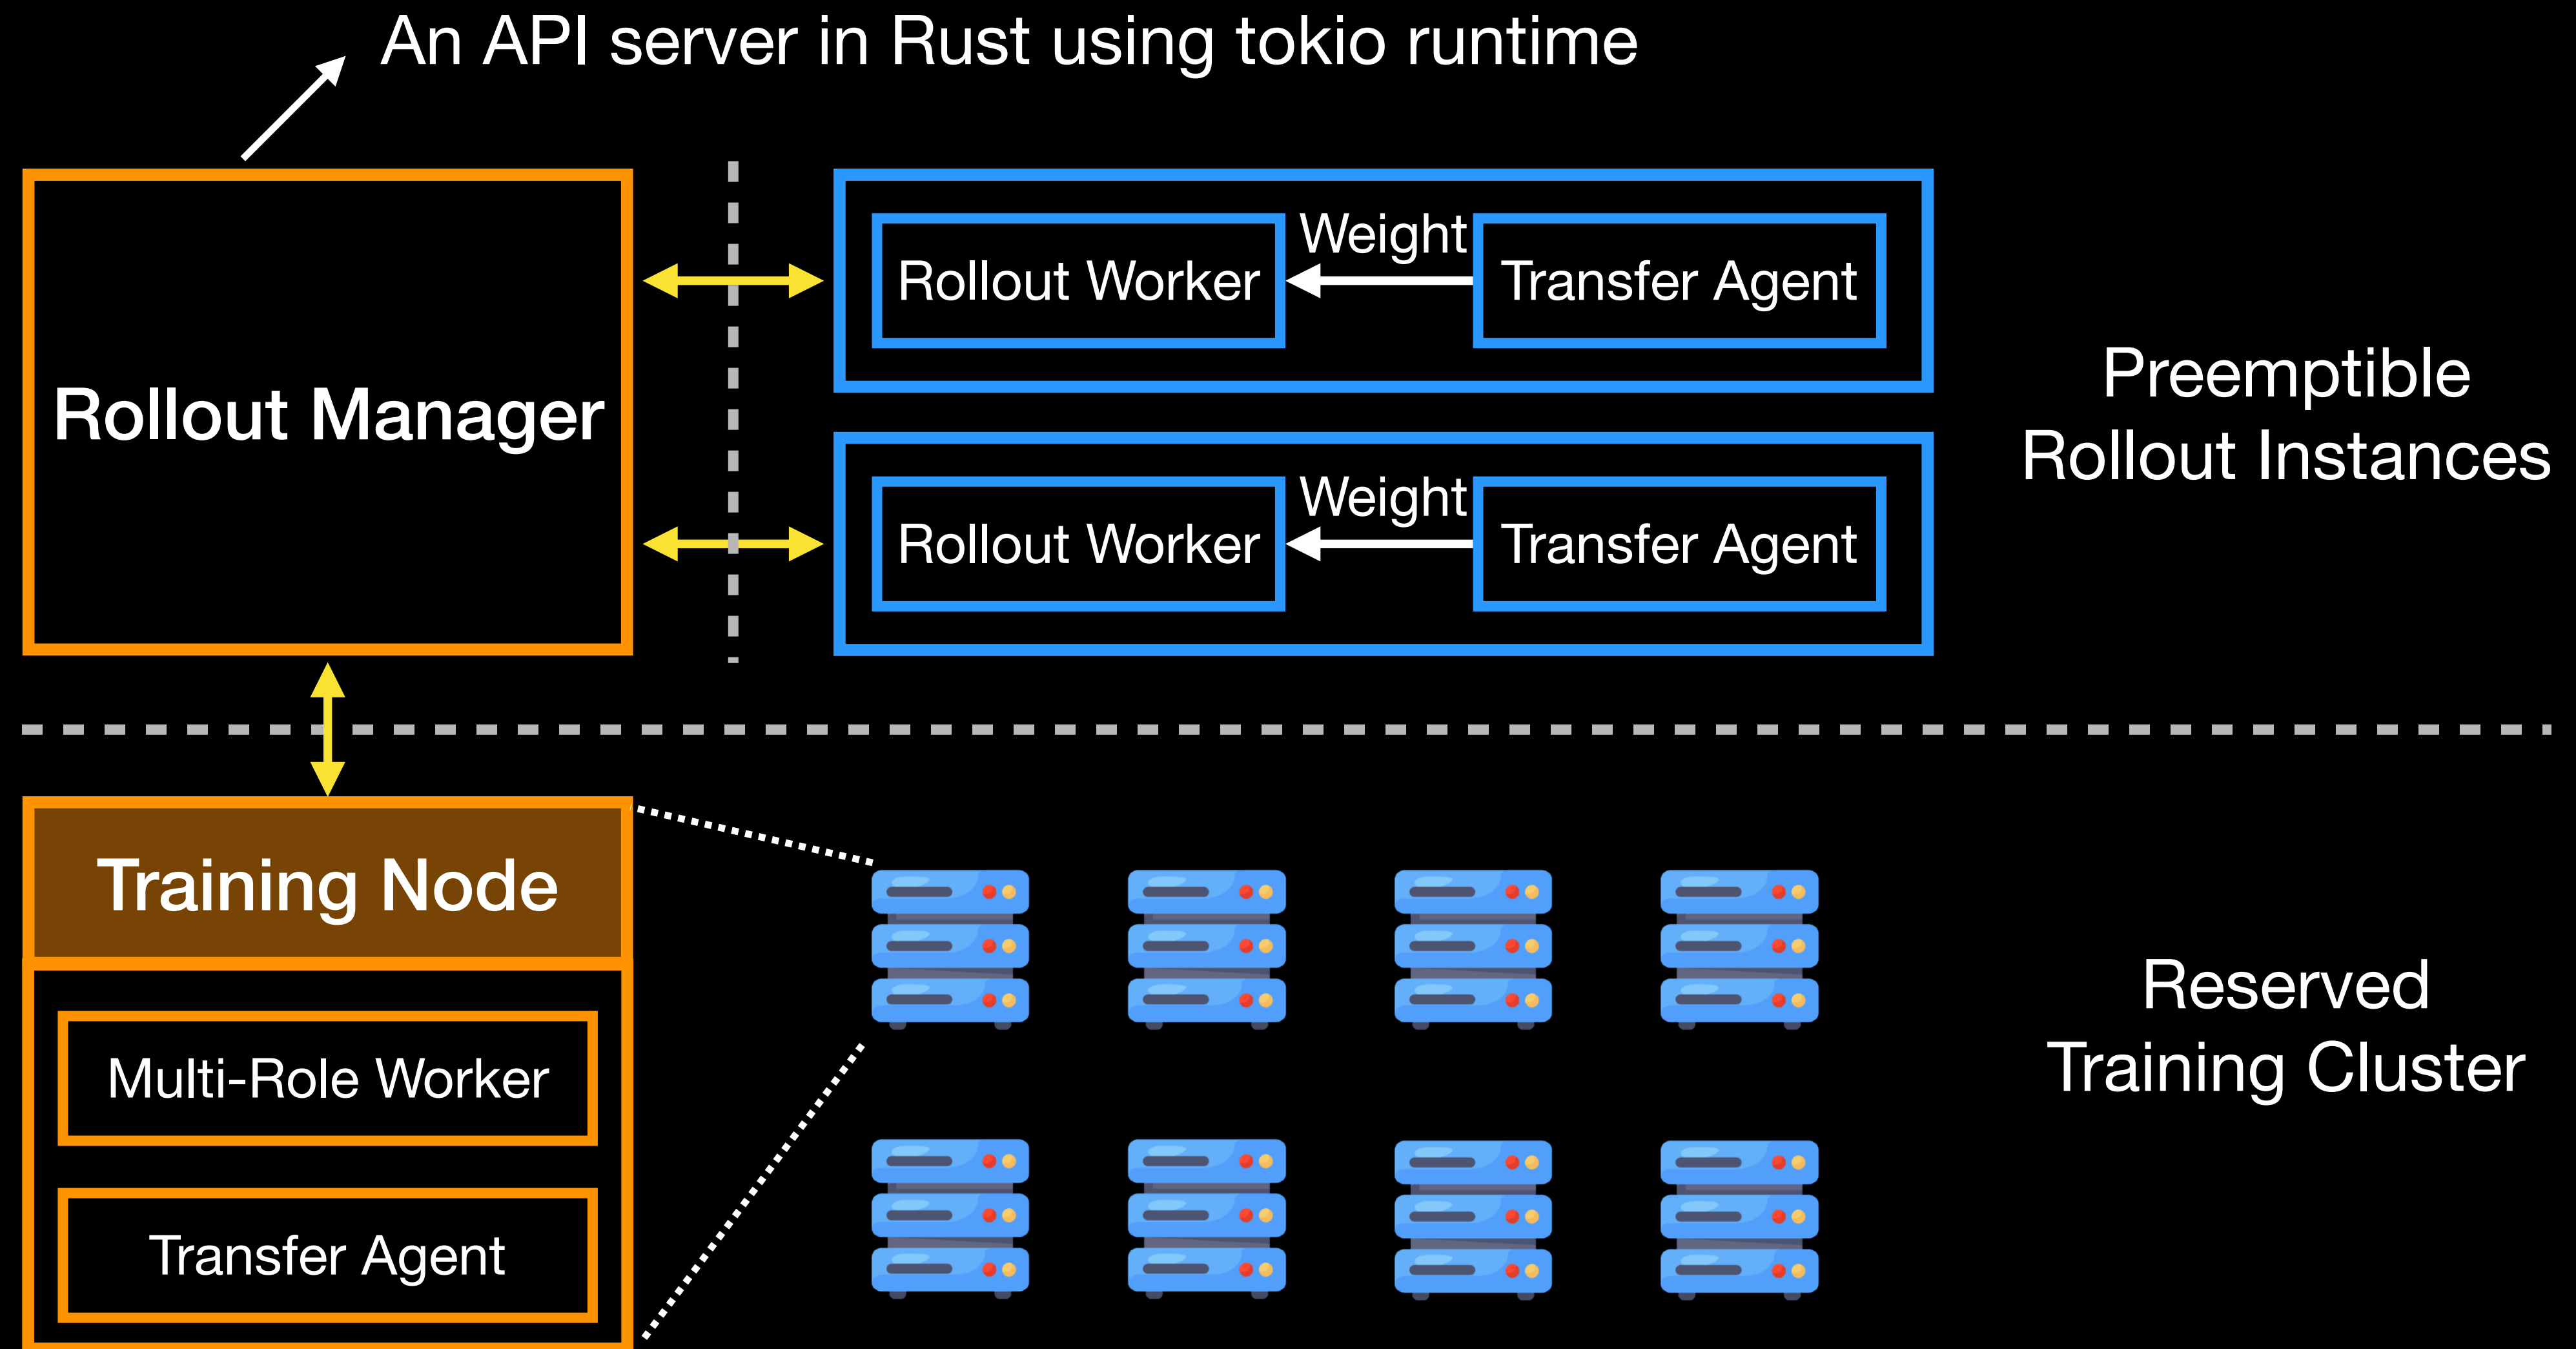 An API server in Rust using tokio runtime
Rollout Manager
Rollout Worker
Weight
Transfer Agent
Rollout Worker
Weight
Transfer Agent
Preemptible
Rollout Instances
Training Node
Multi-Role Worker
Transfer Agent
Reserved
Training Cluster